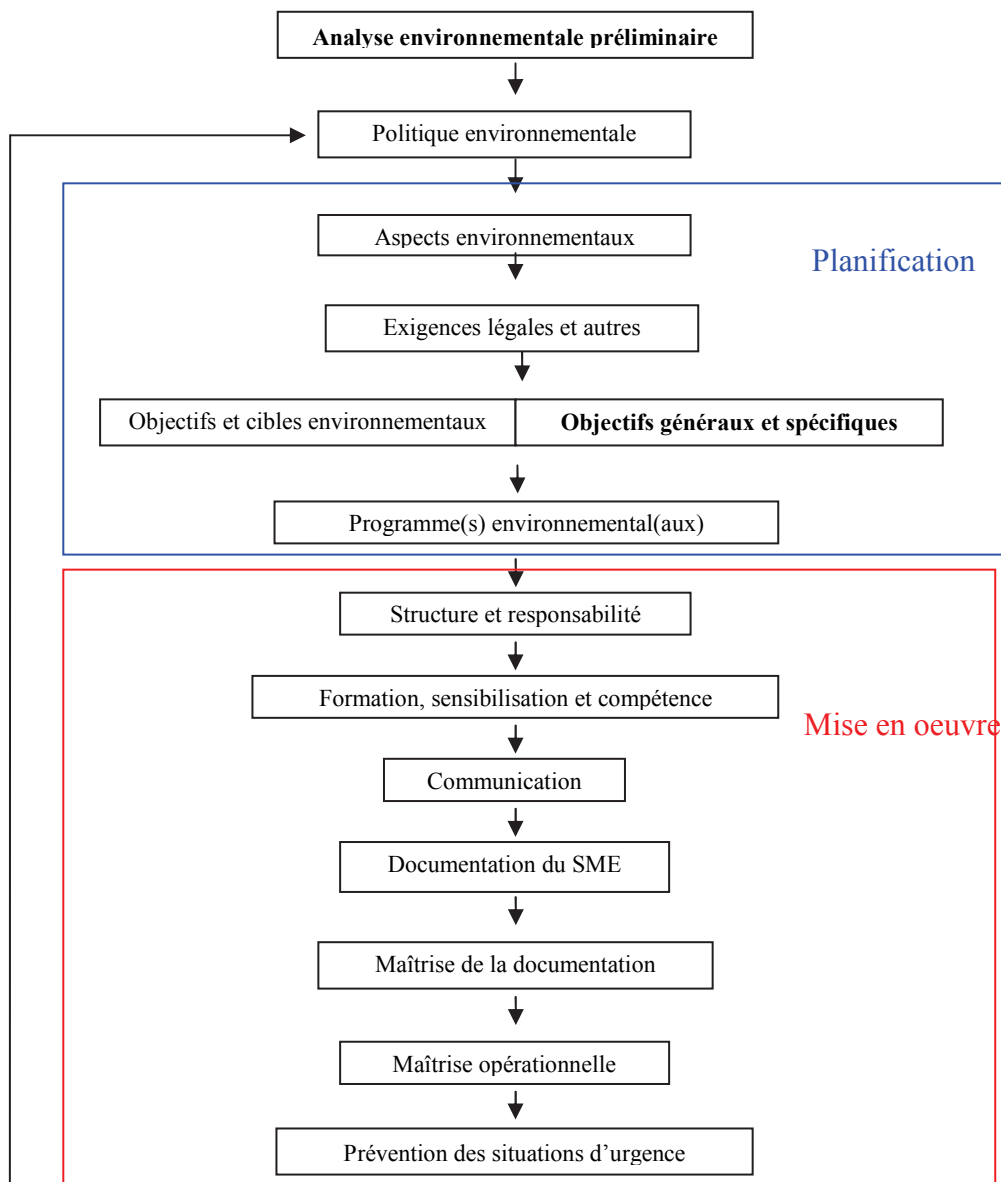 Analyse environnementale préliminaire
Politique environnementale
Aspects environnementaux
Planification
Exigences légales et autres
Objectifs et cibles environnementaux
Objectifs généraux et spécifiques
Programme(s) environnemental(aux)
Structure et responsabilité
Formation, sensibilisation et compétence
Mise en oeuvre
Communication
Documentation du SME
Maîtrise de la documentation
Maîtrise opérationnelle
Prévention des situations d’urgence